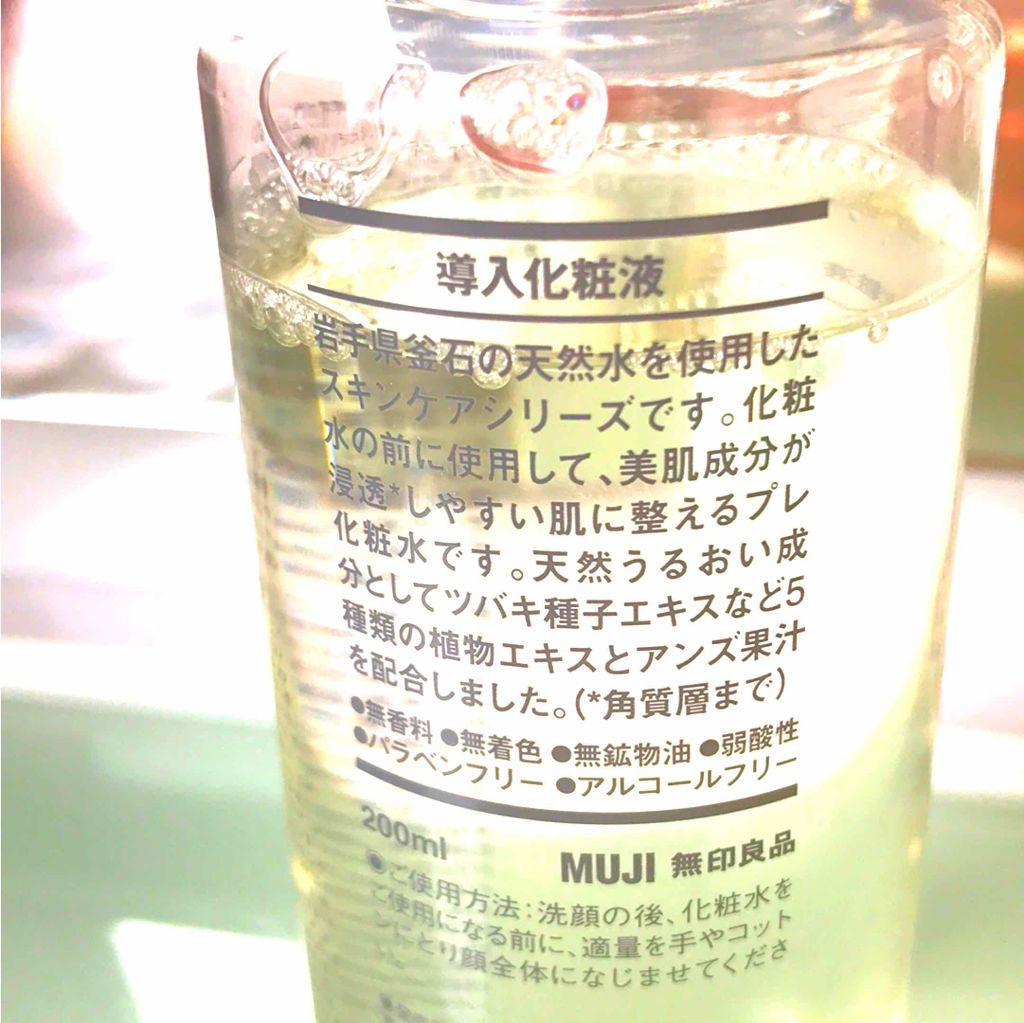 導入化粧液
岩手県釜石の天然水を使用した
スキンケアシリーズです。化粧
水の前に使用して、美肌成分が
浸透*しやすい肌に整えるプレ
化粧水です。天然うるおい成
分としてツバキ種子エキスなど5
種類の植物エキスとアンズ果汁
を配合しました。(*角質層まで)
●無香料 ●無着色 ●無鉱物油 ●弱酸性
●パラベンフリー ●アルコールフリー
200ml
MUJI 無印良品
●ご使用方法：洗顔の後、化粧水を
ご使用になる前に、適量を手やコット
ンにとり顔全体になじませてくださ